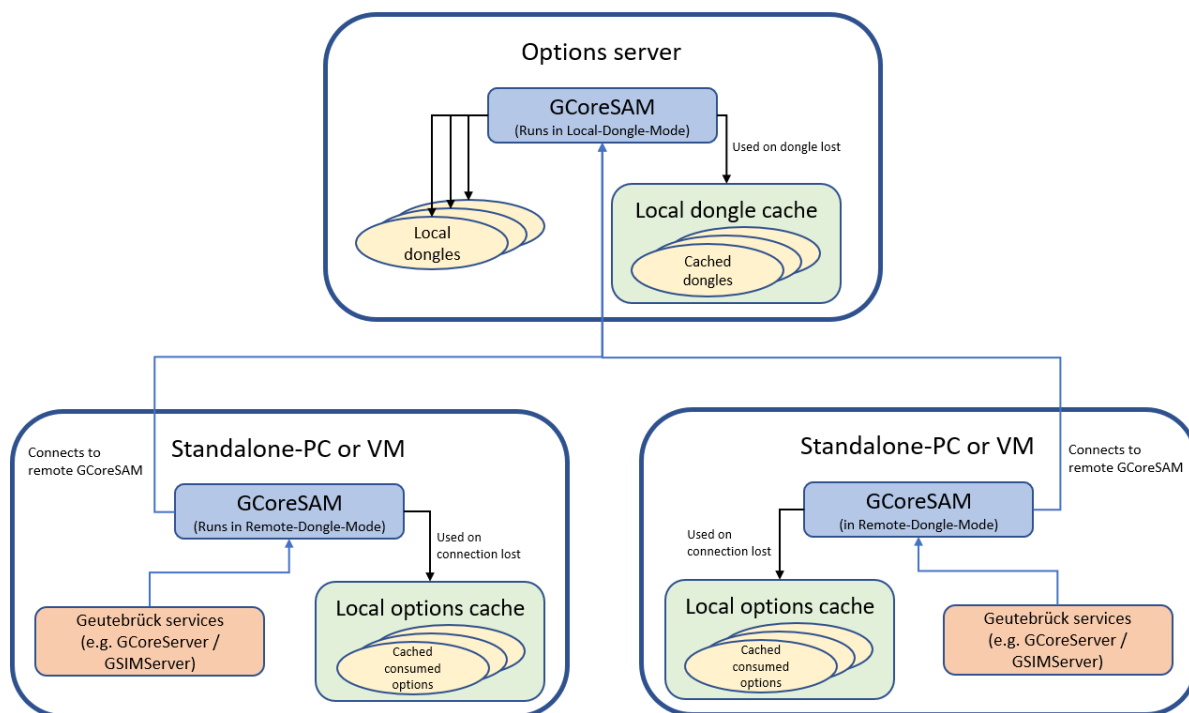 Options server
GCoreSAM
(Runs in Local-Dongle-Mode)
Used on dongle lost
Local
dongles
Local dongle cache
Cached
dongles
Standalone-PC or VM
Connects to
remote GCoreSAM
GCoreSAM
(Runs in Remote-Dongle-Mode)
Used on
connection lost
Geutebrück services
(e.g. GCoreServer /
GSIMServer)
Local options cache
Cached
consumed
options
Standalone-PC or VM
Connects to
remote GCoreSAM
GCoreSAM
(in Remote-Dongle-Mode)
Used on
connection lost
Local options cache
Cached
consumed
options
Geutebrück services
(e.g. GCoreServer /
GSIMServer)